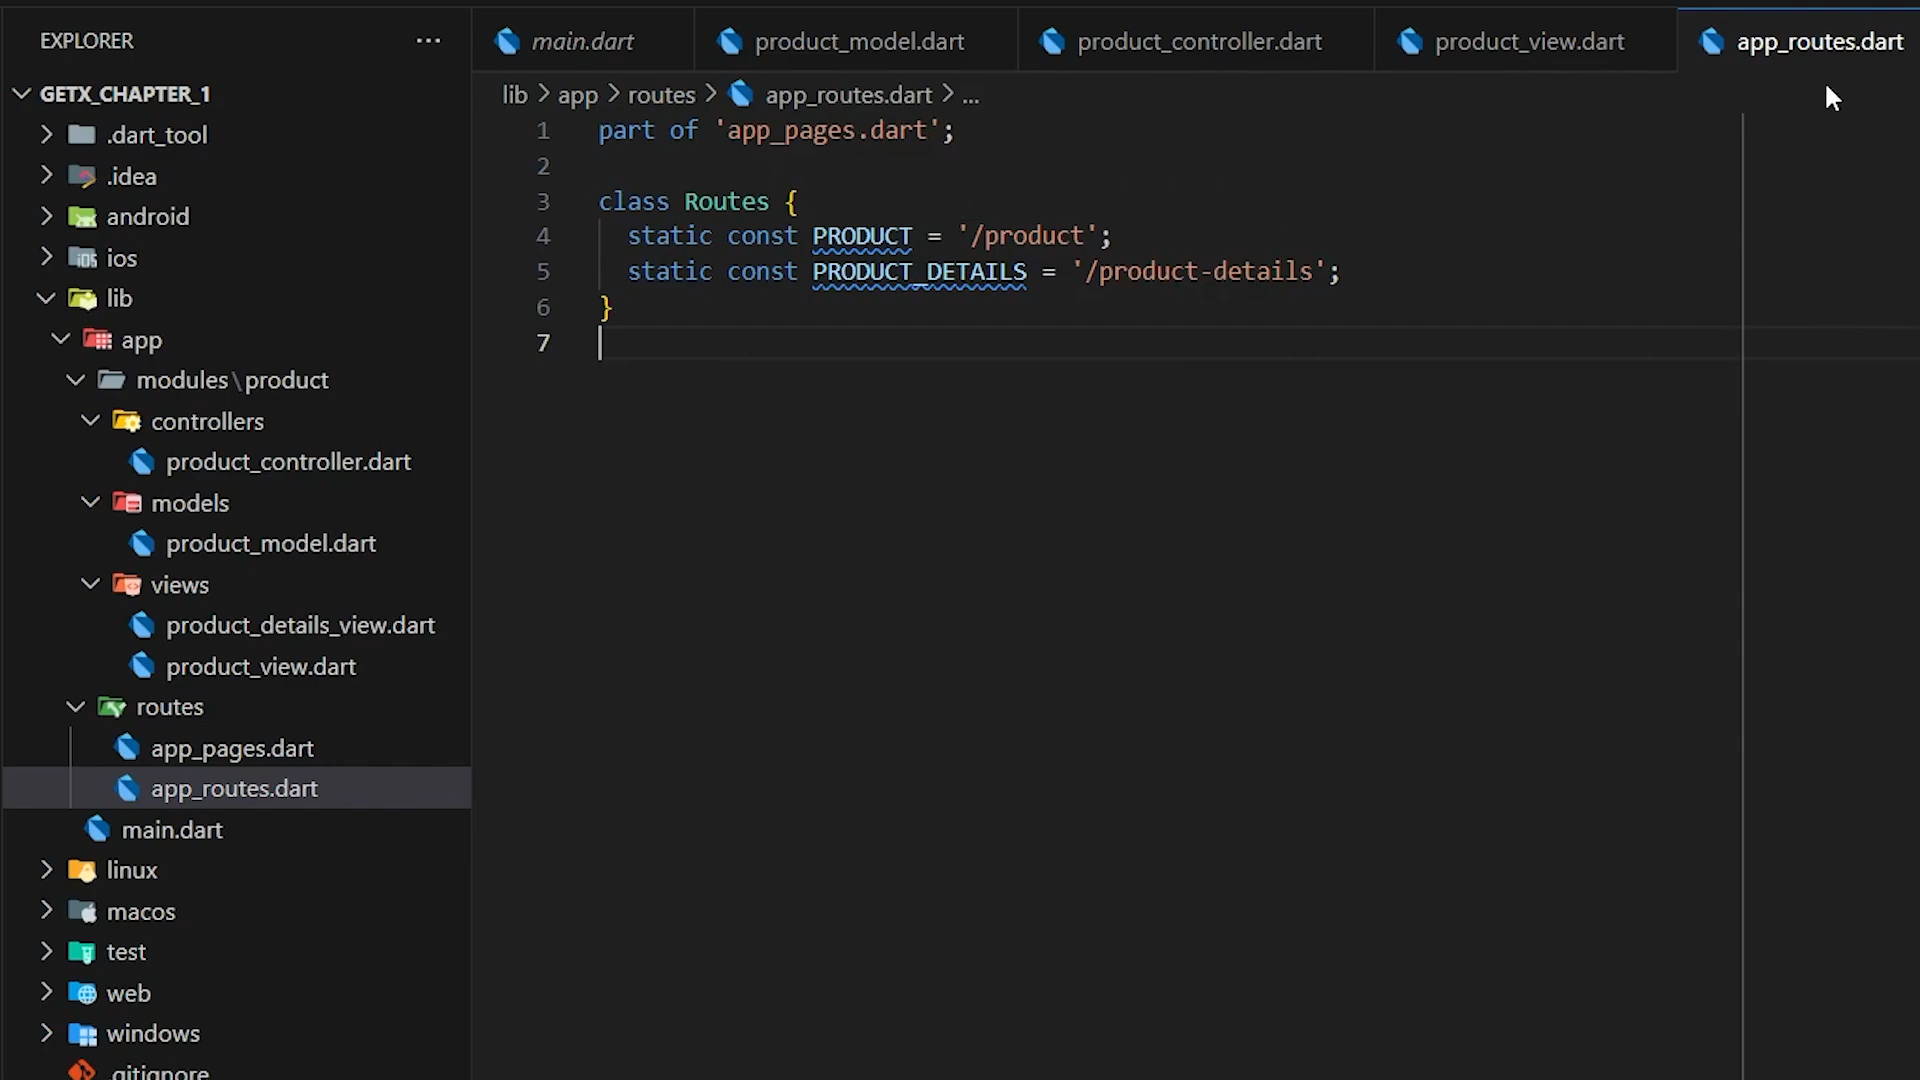 EXPLORER
GETX_CHAPTER_1
.dart_tool
.idea
android
ios
lib
app
modules\product
controllers
product_controller.dart
models
product_model.dart
views
product_details_view.dart
product_view.dart
routes
app_pages.dart
app_routes.dart
main.dart
linux
macos
test
web
windows
.gitignore
main.dart product_model.dart product_controller.dart product_view.dart app_routes.dart
lib > app > routes > app_routes.dart > ...
1 part of 'app_pages.dart';
2
3 class Routes {
4 static const PRODUCT = '/product';
5 static const PRODUCT_DETAILS = '/product-details';
6 }
7